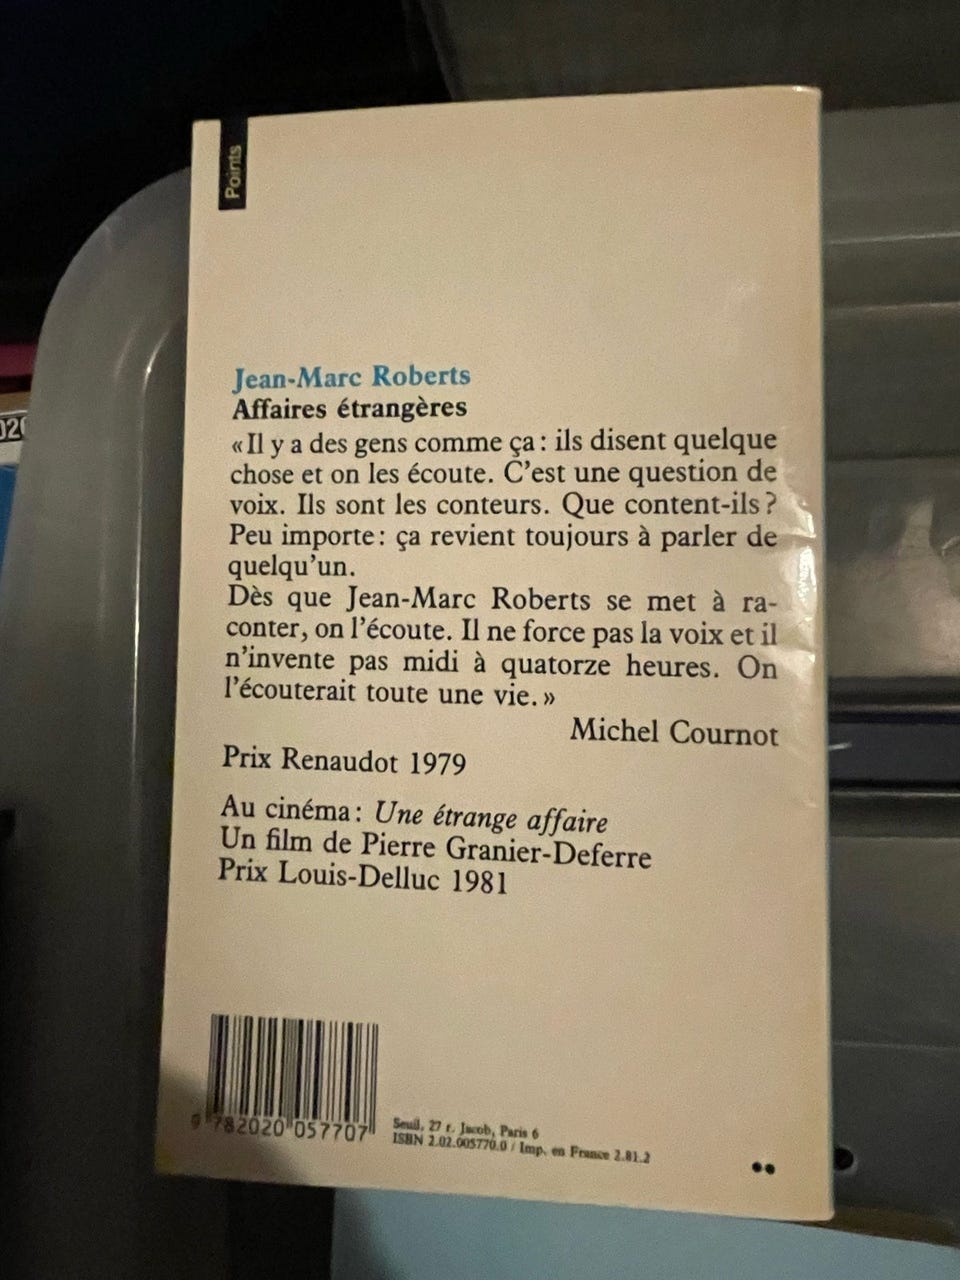 Points
Jean-Marc Roberts
Affaires étrangères
«Il y a des gens comme ça : ils disent quelque
chose et on les écoute. C'est une question de
voix. Ils sont les conteurs. Que content-ils ?
Peu importe : ça revient toujours à parler de
quelqu'un.
Dès que Jean-Marc Roberts se met à ra-
conter, on l'écoute. Il ne force pas la voix et il
n'invente pas midi à quatorze heures. On
l'écouterait toute une vie. »
Michel Cournot
Prix Renaudot 1979
Au cinéma : Une étrange affaire
Un film de Pierre Granier-Deferre
Prix Louis-Delluc 1981
9 782020 057707
Seuil, 27 r. Jacob, Paris 6
ISBN 2.02.005770.0 / Imp. en France 2.81.2